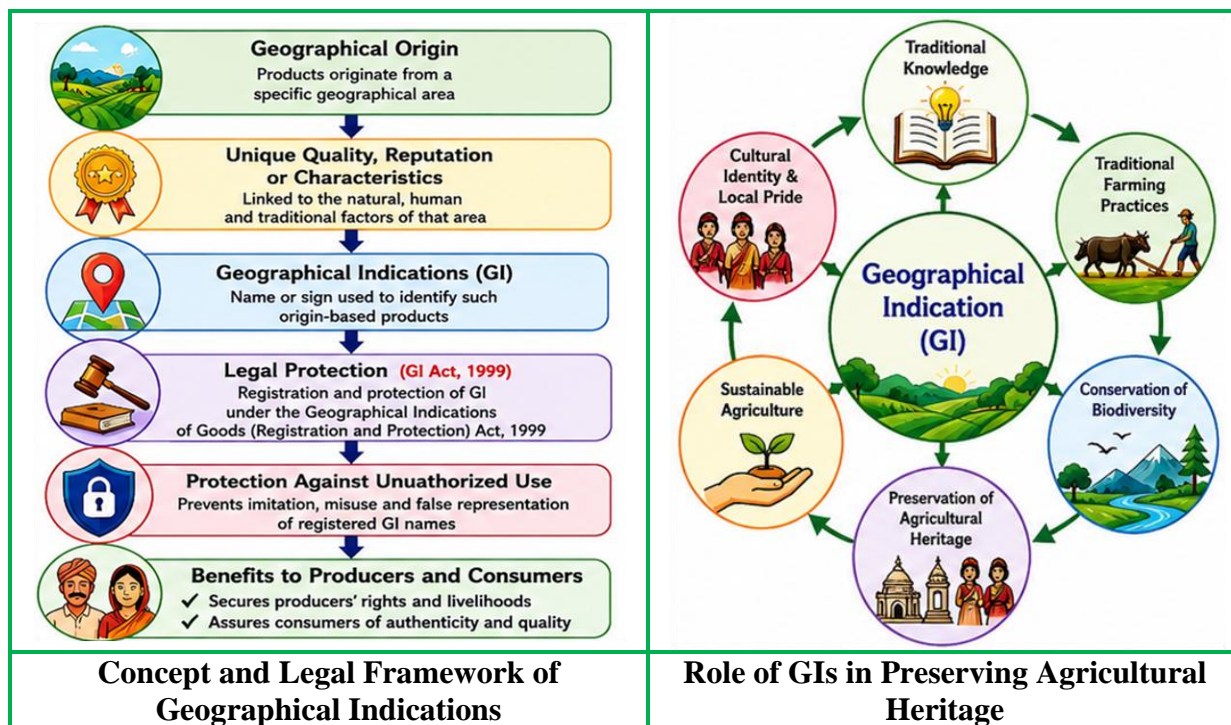 Geographical Origin
Products originate from a
specific geographical area
Unique Quality, Reputation
or Characteristics
Linked to the natural, human
and traditional factors of that area
Geographical Indications (GI)
Name or sign used to identify such
origin-based products
Legal Protection (GI Act, 1999)
Registration and protection of GI
under the Geographical Indications
of Goods (Registration and Protection) Act, 1999
Protection Against Unuathorized Use
Prevents imitation, misuse and false representation
of registered GI names
Benefits to Producers and Consumers
✓ Secures producers' rights and livelihoods
✓ Assures consumers of authenticity and quality
Concept and Legal Framework of
Geographical Indications
Traditional
Knowledge
Traditional
Farming
Practices
Conservation of
Biodiversity
Preservation of
Agricultural
Heritage
Sustainable
Agriculture
Cultural
Identity &
Local Pride
Geographical
Indication
(GI)
Role of GIs in Preserving Agricultural
Heritage